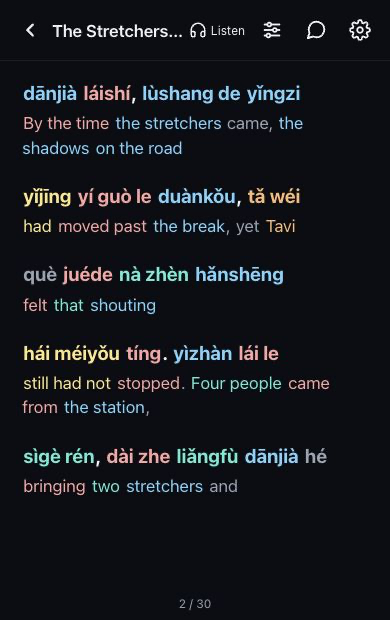 The Stretchers... Listen
dānjià láishí, lùshang de yǐngzi
By the time the stretchers came, the
shadows on the road
yǐjīng yí guò le duànkǒu, tǎ wéi
had moved past the break, yet Tavi
què juéde nà zhèn hǎnshēng
felt that shouting
hái méiyǒu tíng. yìzhàn lái le
still had not stopped. Four people came
from the station,
sìgè rén, dài zhe liǎngfù dānjià hé
bringing two stretchers and
2 / 30